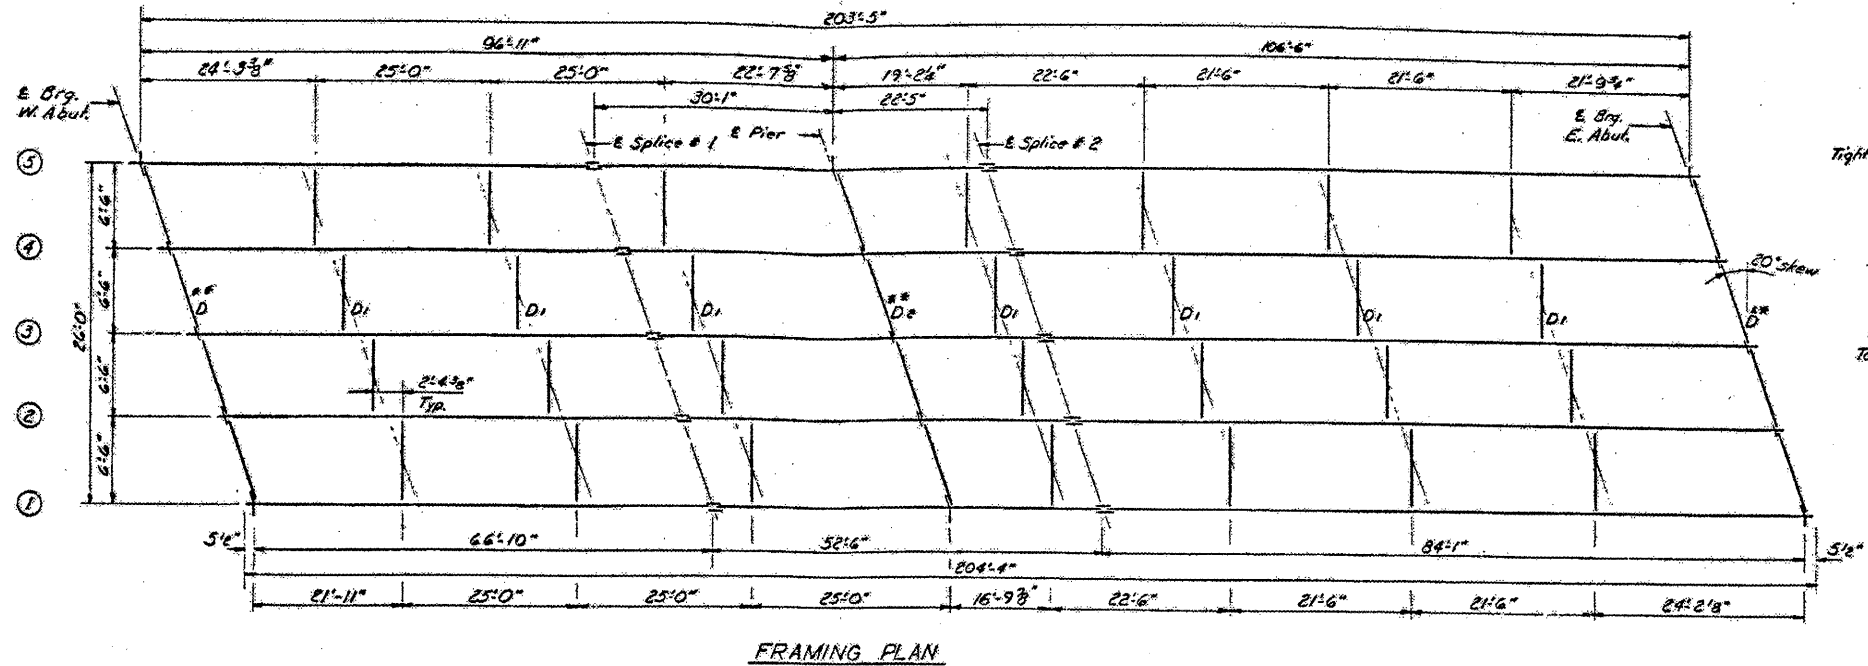 203'-5"
96'-11" 106'-6"
24'-3 3/8" 25'-0" 25'-0" 22'-7 5/8" 19'-2 1/4" 22'-6" 21'-6" 21'-6" 21'-9 3/4"
30'-1" 22'-5"
℄ Brg.
W. Abut.
℄ Splice # 1
℄ Pier
℄ Splice # 2
℄ Brg.
E. Abut.
Tight
5
6'-6"
4
6'-6"
26'-0"
20° skew
D** D1 D1 D1 D2** D1 D1 D1 D1 D**
3
To
6'-6"
2'-4 3/8"
Typ.
2
6'-6"
1
5 1/2" 66'-10" 52'-6" 84'-1" 5 1/2"
204'-4"
21'-11" 25'-0" 25'-0" 25'-0" 16'-9 7/8" 22'-6" 21'-6" 21'-6" 24'-2 1/8"
FRAMING PLAN